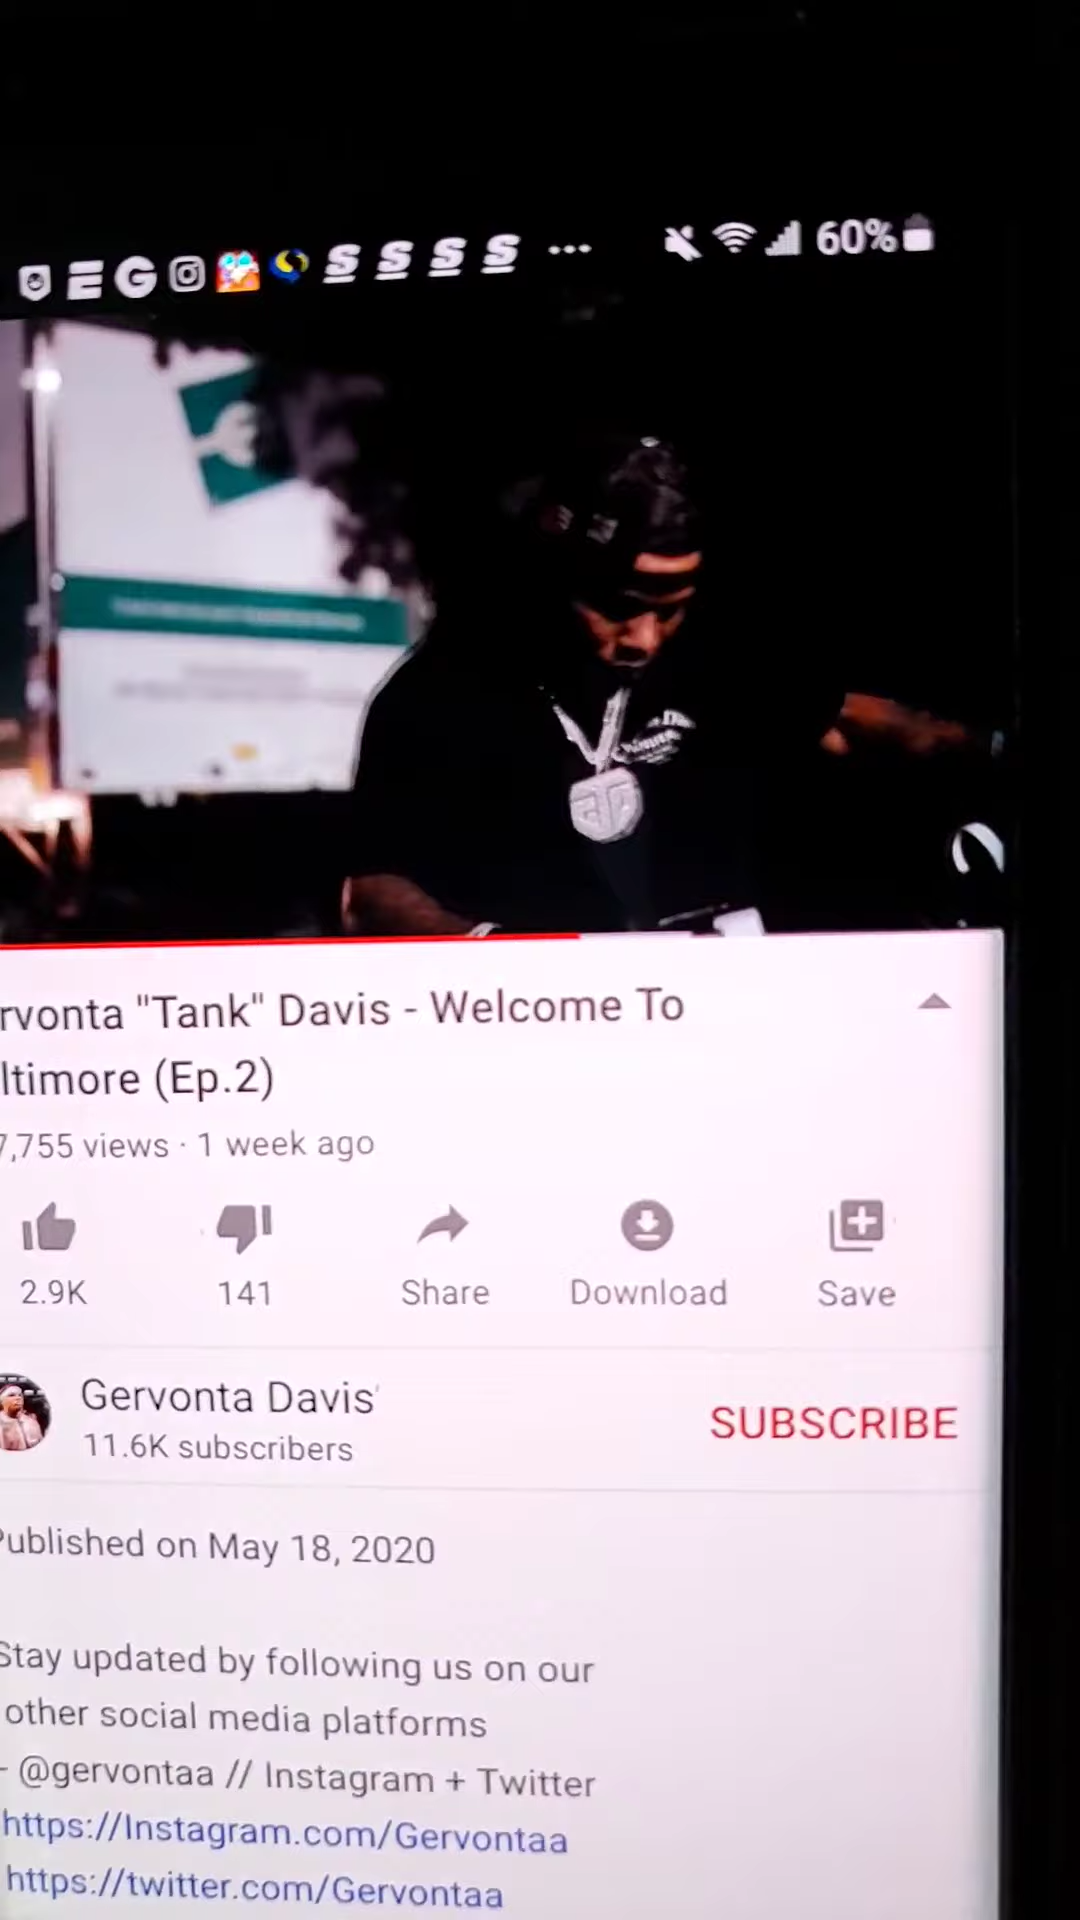 60%
rvonta "Tank" Davis - Welcome To
ltimore (Ep.2)
7,755 views · 1 week ago
2.9K
141
Share
Download
Save
Gervonta Davis
11.6K subscribers
SUBSCRIBE
Published on May 18, 2020
Stay updated by following us on our
other social media platforms
- @gervontaa // Instagram + Twitter
https://Instagram.com/Gervontaa
https://twitter.com/Gervontaa